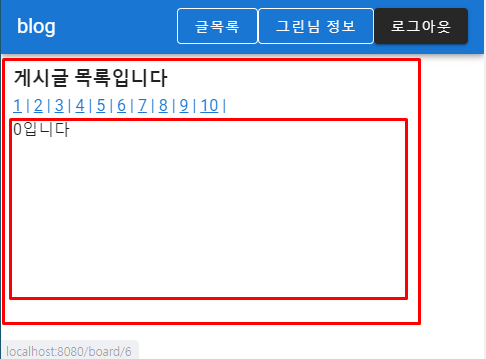 blog 글목록 그린님 정보 로그아웃
게시글 목록입니다
1 | 2 | 3 | 4 | 5 | 6 | 7 | 8 | 9 | 10 |
0입니다
localhost:8080/board/6